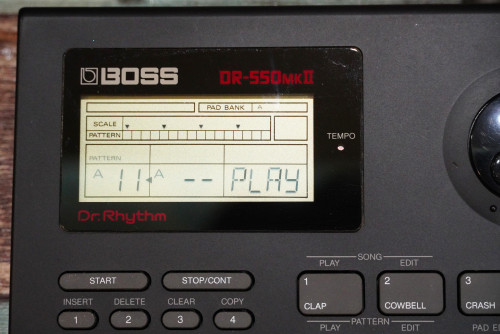 BOSS DR-550MKII
PAD BANK A
SCALE
PATTERN
TEMPO
PATTERN
A 11 A -- PLAY
Dr.Rhythm
START STOP/CONT
SONG
PLAY EDIT
INSERT DELETE CLEAR COPY
1 2 3 4
1 2 3
CLAP COWBELL CRASH
PATTERN
PLAY EDIT PAD